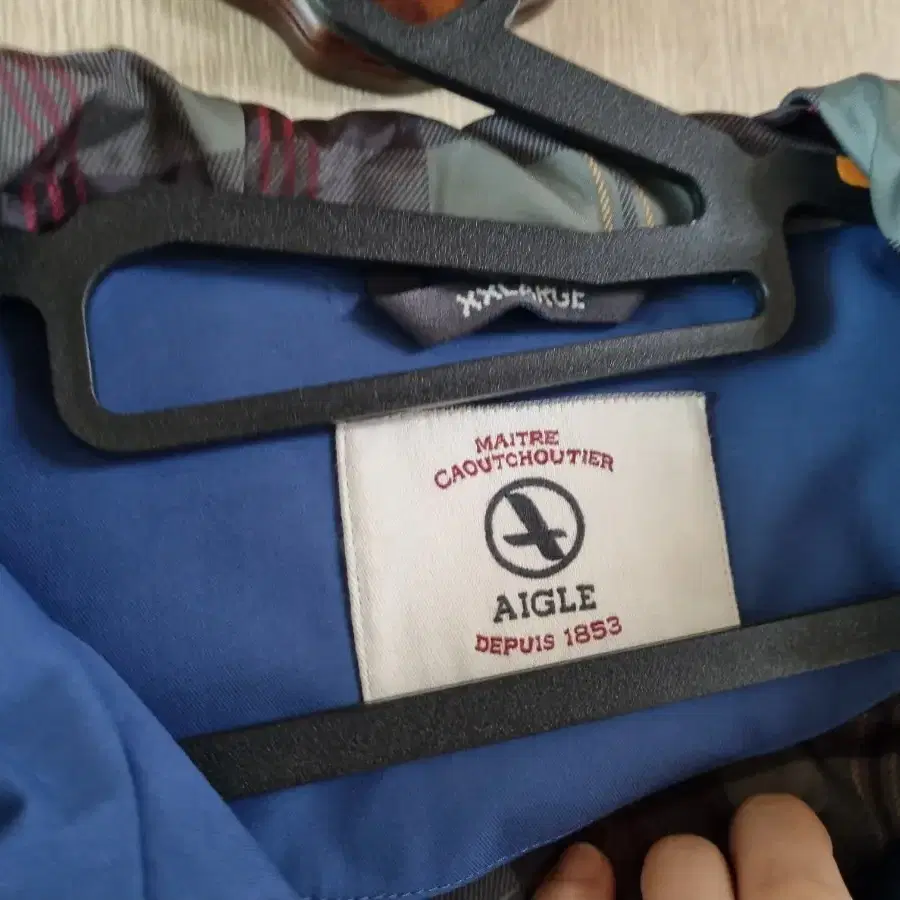 XXLARGE
MAITRE
CAOUTCHOUTIER
AIGLE
DEPUIS 1853